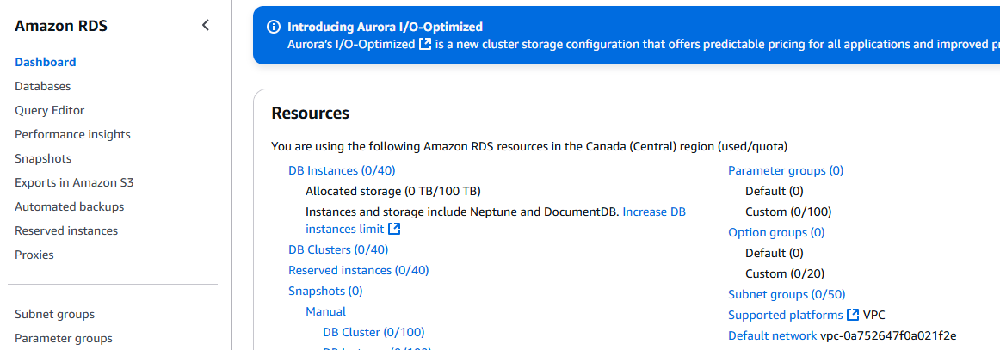 Amazon RDS
Dashboard
Databases
Query Editor
Performance insights
Snapshots
Exports in Amazon S3
Automated backups
Reserved instances
Proxies
Subnet groups
Parameter groups
Introducing Aurora I/O-Optimized
Aurora's I/O-Optimized is a new cluster storage configuration that offers predictable pricing for all applications and improved
Resources
You are using the following Amazon RDS resources in the Canada (Central) region (used/quota)
DB Instances (0/40)
Allocated storage (0 TB/100 TB)
Instances and storage include Neptune and DocumentDB. Increase DB
instances limit
DB Clusters (0/40)
Reserved instances (0/40)
Snapshots (0)
Manual
DB Cluster (0/100)
Parameter groups (0)
Default (0)
Custom (0/100)
Option groups (0)
Default (0)
Custom (0/20)
Subnet groups (0/50)
Supported platforms VPC
Default network vpc-0a752647f0a021f2e